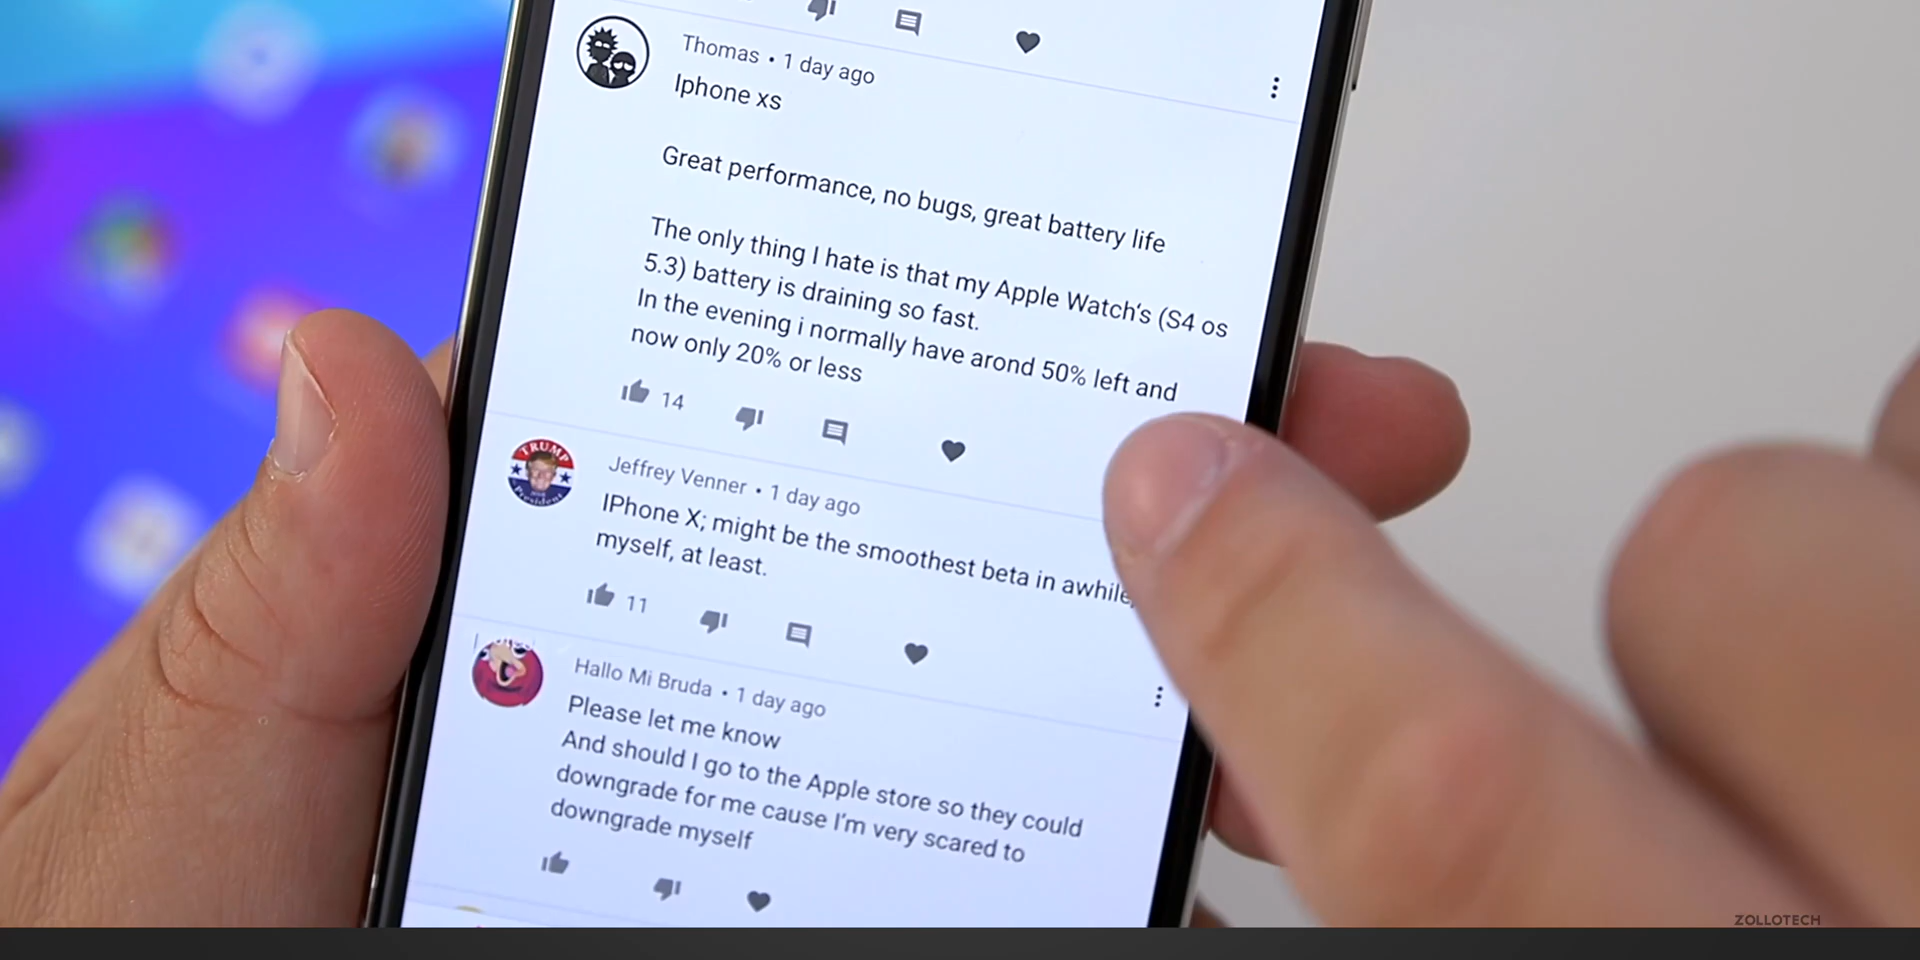 Thomas • 1 day ago
Iphone xs
Great performance, no bugs, great battery life
The only thing I hate is that my Apple Watch's (S4 os
5.3) battery is draining so fast.
In the evening i normally have arond 50% left and
now only 20% or less
14
TRUMP
President
Jeffrey Venner • 1 day ago
IPhone X; might be the smoothest beta in awhile,
myself, at least.
11
Hallo Mi Bruda • 1 day ago
Please let me know
And should I go to the Apple store so they could
downgrade for me cause I'm very scared to
downgrade myself
ZOLLOTECH